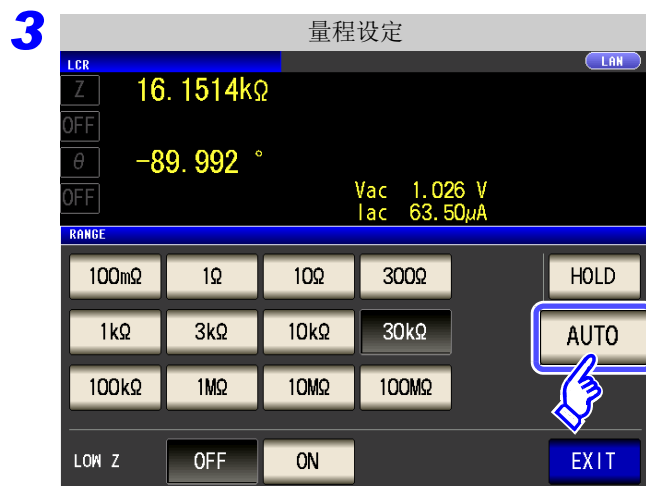 3
量程设定
LCR LAN
Z 16.1514kΩ
OFF
θ -89.992 °
OFF
Vac 1.026 V
Iac 63.50μA
RANGE
100mΩ 1Ω 10Ω 300Ω HOLD
1kΩ 3kΩ 10kΩ 30kΩ AUTO
100kΩ 1MΩ 10MΩ 100MΩ
LOW Z OFF ON EXIT